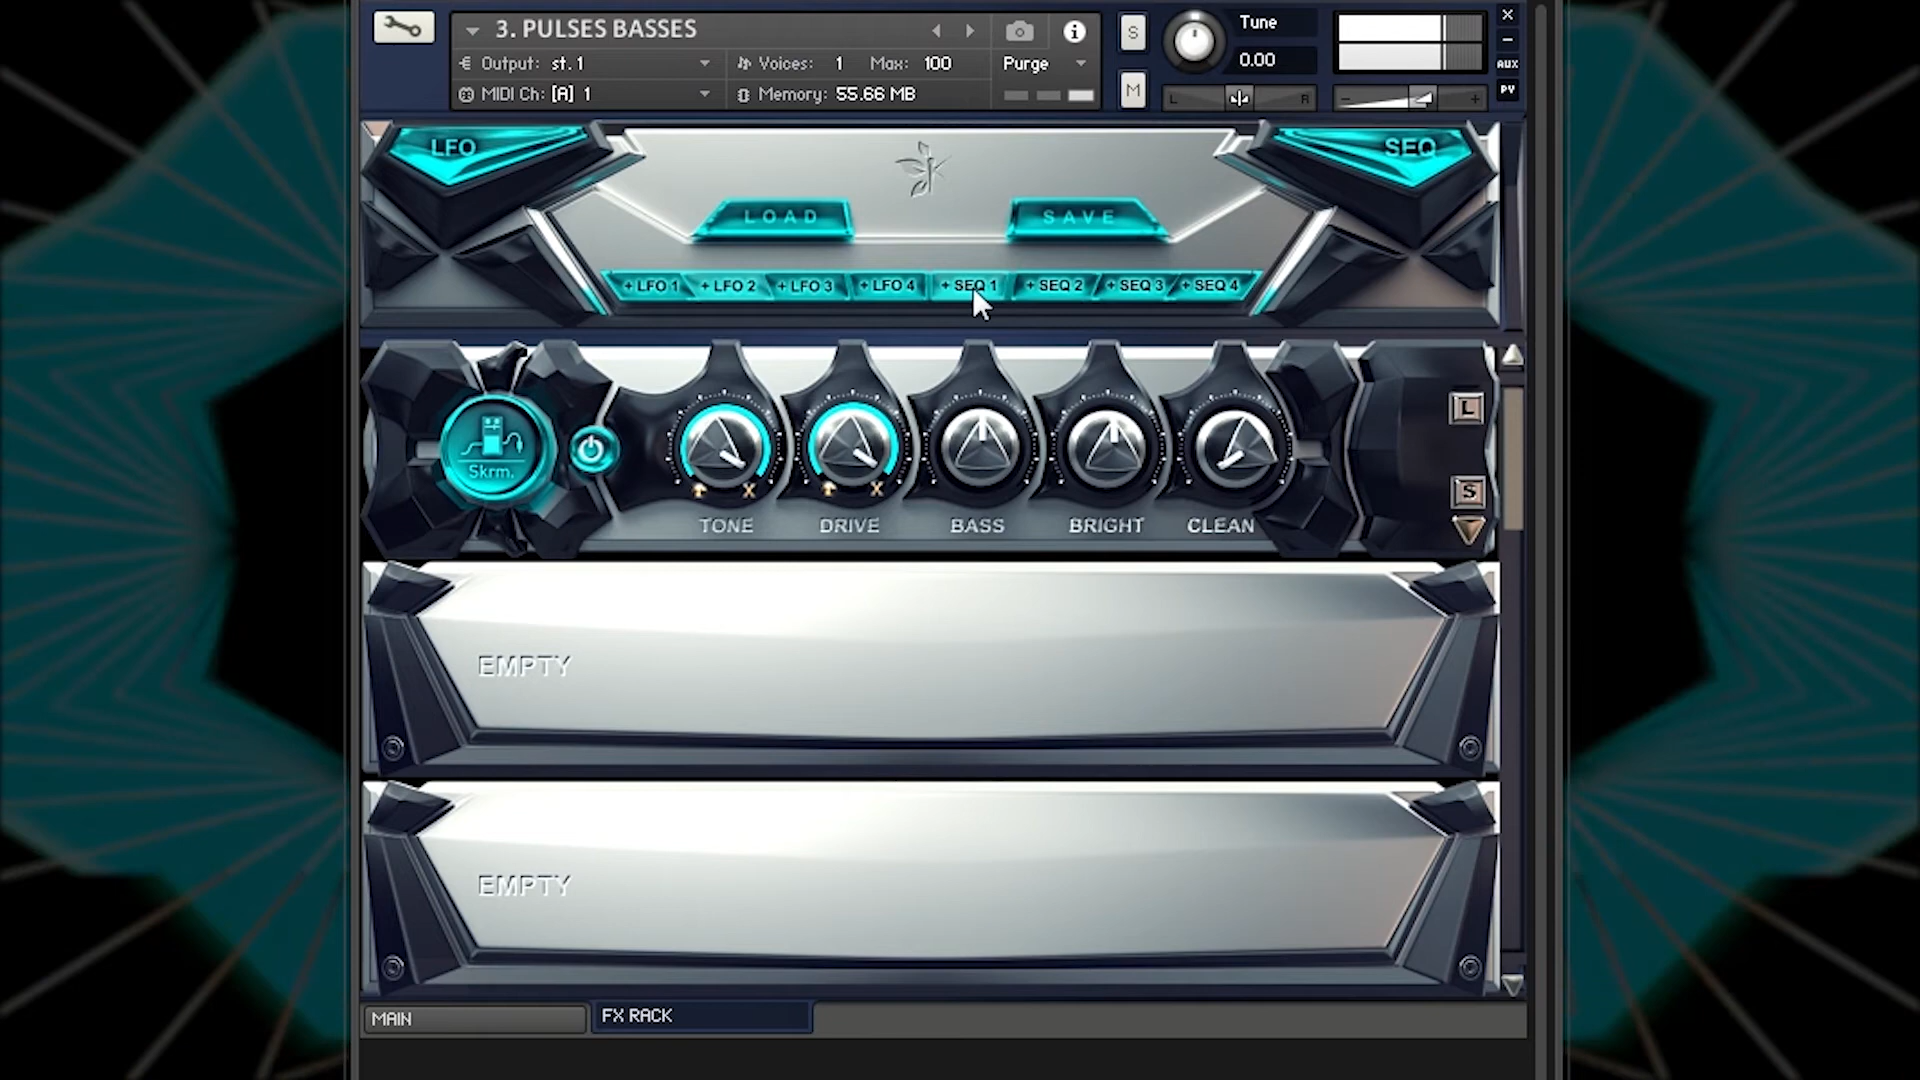 3. PULSES BASSES
Output: st. 1
Voices: 1 Max: 100
Purge
MIDI Ch: [A] 1
Memory: 55.66 MB
S
M
Tune
0.00
L R
AUX
PV
LFO
SEQ
LOAD
SAVE
+ LFO 1
+ LFO 2
+ LFO 3
+ LFO 4
+ SEQ 1
+ SEQ 2
+ SEQ 3
+ SEQ 4
Skrm.
TONE
DRIVE
BASS
BRIGHT
CLEAN
L
S
EMPTY
EMPTY
MAIN
FX RACK